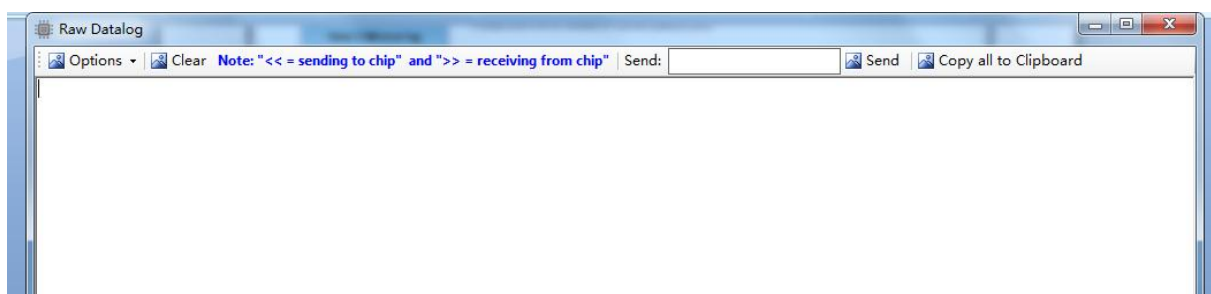 Raw Datalog
Options Clear Note: "<< = sending to chip" and ">> = receiving from chip" Send: Send Copy all to Clipboard